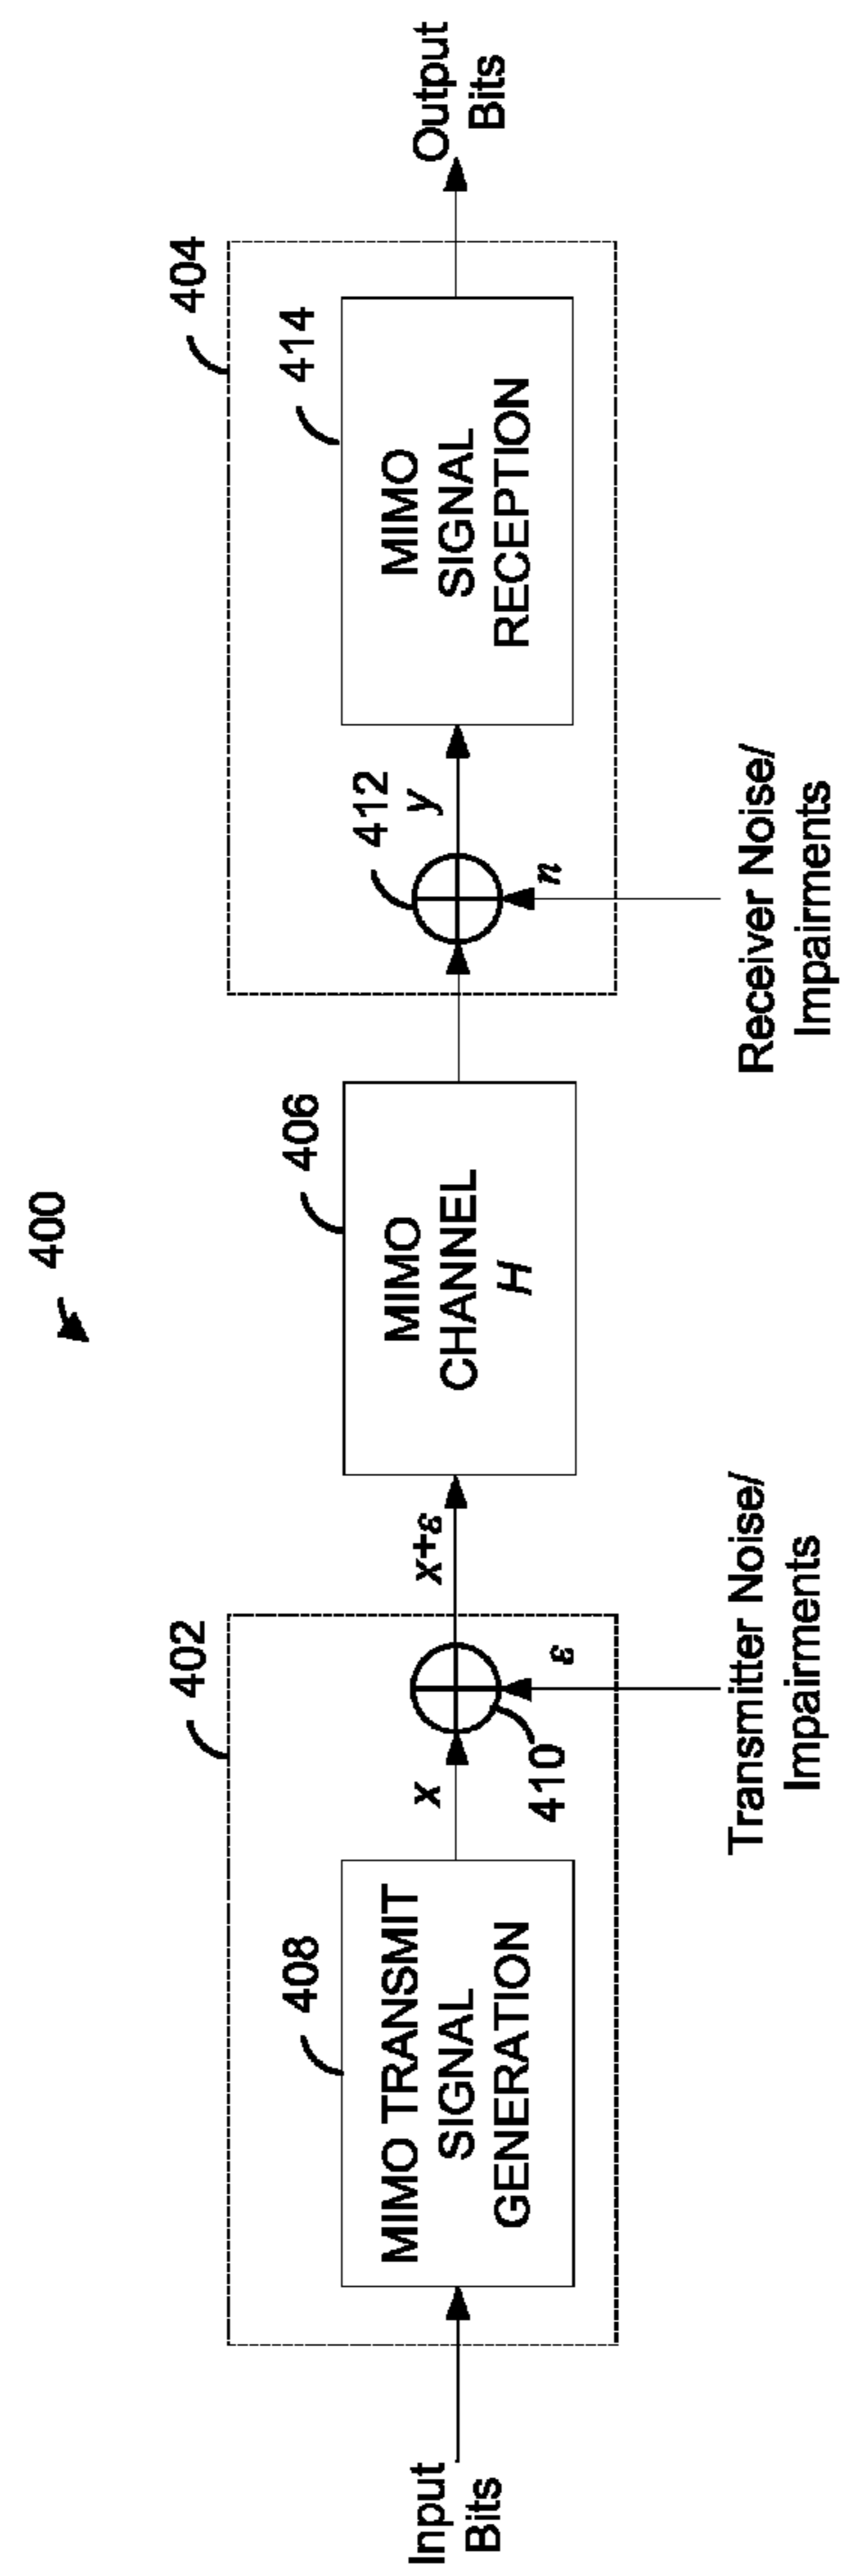 400
402
404
Input
Bits
408
MIMO TRANSMIT
SIGNAL
GENERATION
x
410
ε
Transmitter Noise/
Impairments
x+ε
406
MIMO
CHANNEL
H
412
y
n
Receiver Noise/
Impairments
414
MIMO
SIGNAL
RECEPTION
Output
Bits